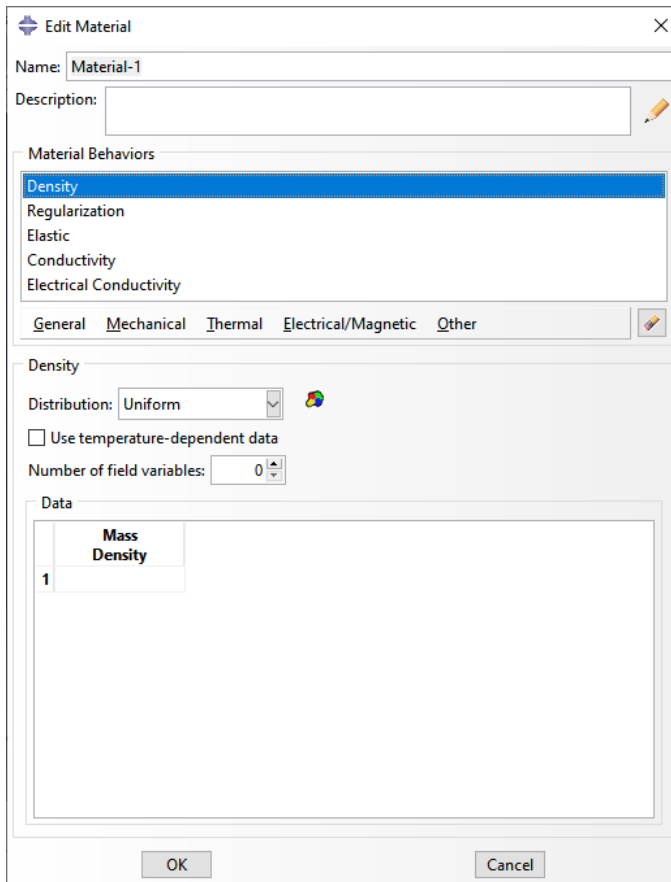 Edit Material
Name: Material-1
Description:
Material Behaviors
Density
Regularization
Elastic
Conductivity
Electrical Conductivity
General Mechanical Thermal Electrical/Magnetic Other
Density
Distribution: Uniform
Use temperature-dependent data
Number of field variables: 0
Data
Mass
Density
1
OK Cancel